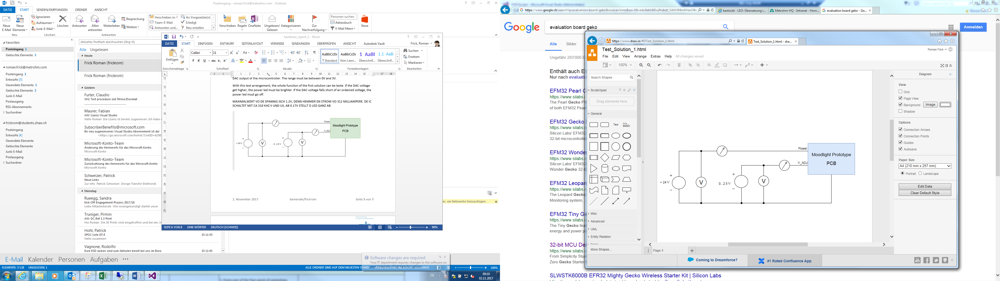 Posteingang - roman.frick@metrohm.com - Outlook
DATEI START SENDEN/EMPFANGEN ORDNER ANSICHT
Neue E-Mail
Neue Elemente
Ignorieren
Aufräumen
Junk-E-Mail
Löschen
Antworten
Allen antworten
Weiterleiten
Besprechung
Weitere
Verschieben in: ?
Team-E-Mail
Antworten und...
An Vorgesetzte(n)
Erledigt
Neu erstellen
Verschieben
Regeln
OneNote
Ungelesen/ Gelesen
Kategorisieren
Zur Nachverfolgung
Personen suchen
Adressbuch
E-Mail filtern
Store
Neu Löschen Antworten
Favoriten
Posteingang 1
Gelöschte Elemente 3
roman.frick@metrohm.com
Posteingang 1
Entwürfe [5]
Gesendete Elemente 1
Gelöschte Elemente 3
Junk-E-Mail
Postausgang
RSS-Abonnements
Suchordner
frickrom@students.zhaw.ch
Posteingang
Entwürfe [4]
Gesendete Elemente
Gelöschte Elemente
Junk-E-Mail
Postausgang
Suchordner
Aktuelles Postfach durchsuchen (Strg+E)
Alle Ungelesen
Heute
Frick Roman (frickrom)
Frick Roman (frickrom)
Gestern
Furter, Claudio
WG: Test procedure old Titrino/Dosimat
Maurer, Fabian
AW: Lizenz Visual Studio
Hallo Roman Die Lizenz ist bereits zugewiesen. Ich habe
SubscriberBenefits@microsoft.com
Ihr neu zugewiesenes Visual Studio-Abonnement ist da!
<https://go.microsoft.com/fwlink/?LinkID=6198
Microsoft-Konto-Team
Änderung des Kennworts für das Microsoft-Konto
Microsoft-Konto
Microsoft-Konto-Team
Zurücksetzung des Kennworts für das Microsoft-Konto
Microsoft-Konto
Schweizer, Patrick
Neue Links
Zur info Patrick Schweizer Design Transfer Elektronik
Dienstag
Rueegg, Sandra
Kick-Off Engagement Prozess 2017/18
Liebe Mitarbeitende Wie vorangekündigt startet unser
Truniger, Pirmin
AW: DC-Ref 1.3 Print
Hoi Roman Die 30 Prints sind eingetroffen und bei mir, h
Hohl, Patrick
SPOC Liste DT-E Di 11:55
Hallo zusammen
Vagnone, Rodolfo
Eure ESD Jacken sind zum Abholen bereit bei uns im Büro Di 11:45
E-Mail Kalender Personen Aufgaben ···
ELEMENTE: 3'128 UNGELESEN: 1
ALLE ORDNER SIND AUF DEM NEUESTEN STAND. VERBUNDEN MIT MICROSOFT EXCHANGE 100%
er, um Netzwerke hinzuzufügen.
Software changes are required
Your IT department requires changes to the software on
DE
09:10
02.11.2017
hardware_report_2 - Word
DATEI START EINFÜGEN ENTWURF SEITENLAYOUT VERWEISE SENDUNGEN ÜBERPRÜFEN ANSICHT Autodesk Vault Frick, Roman
Einfügen
Calibri 11
F K U abc
AaBbCcDc AaBbCcDc 1 AaBl 1.1 AaB
Standard Kein Leerr... Überschrif... Überschrif...
Suchen
Ersetzen
Markieren
Zwischenablage Schriftart Absatz Formatvorlagen Bearbeiten
DAC output of the microcontroller. The range must be between 0V and 3V.
With this test arrangement, the whole function of the first solution can be teste. If the DAC voltage
get higher, the power led must be brighter. If the DAC voltage falls short of an ordained voltage, the
power led must go off.
MAXIMALWERT VO DE SPANNIG ISCH 1.2V, DENN HEMMER EN STROM VO 312 MILLIAMPERE. DE IC
SCHALTET MIT CA 310 KHZ II UND US, AB 0.17V STELLT D LED GANZ AB.
Power
Moodlight Prototype
PCB
V_ADJ
+ 24 V
V
0...2.5 V
V
2. November 2017 kamenale/frickrom Seite 5 von 7
SEITE 6 VON 8 1048 WÖRTER DEUTSCH (SCHWEIZ) 90%
https://www.google.ch/search?q=evaluation+board+geko&source=lnms&sa=X&ved=0ahUKEwjRrsbstJ_XAhVJNhoKHasOBc
bestückt - LEO: Übersetzung i...
Metrohm HQ - Intranet - Hom...
evaluation board geko - Go...
Google
evaluation board geko
Anmelden
Alle Bilder
Ungefähr 283'000 E
Enthält auch E
Nur nach evaluati
EFM32 Pearl G
https://www.silabs.
The Pearl Gecko P
of both EFM32 Pear
EFM32 Gecko
https://www.silabs.
Silicon Labs' EFM3
32-bit microcontrolle
EFM32 Wonde
https://www.silabs.
Silicon Labs' EFM3
Wonder Gecko 32-b
EFM32 Leopar
https://www.silabs.
The Leopard Gecko
Monitoring system,
EFM32 Tiny G
https://www.silabs.
The Tiny Gecko fea
energy and power p
32-bit MCU De
https://www.silabs.
From Simplicity Stud
Zero Gecko Starter
SLWSTK6000B EFR32 Mighty Gecko Wireless Starter Kit | Silicon Labs
https://www.draw.io/#DTest_Solution_1.html
Test_Solution_1.html - dra...
Test_Solution_1.html
Roman Frick
File Edit View Arrange Extras Help All changes saved
100%
Search Shapes
Scratchpad
Drag elements here
General
Text
Misc
Advanced
UML
Entity Relation
More Shapes...
Power
Moodlight Prototype
PCB
V_ADJ
+ 24 V
V
0...2.5 V
V
Page-1
Diagram
View
Grid
Page View
Background Image
Shadow
Options
Connection Arrows
Connection Points
Guides
Autosave
Paper Size
A4 (210 mm x 297 mm)
Portrait Landscape
Edit Data
Clear Default Style
Coming to Dreamforce?
#1 Rated Confluence App